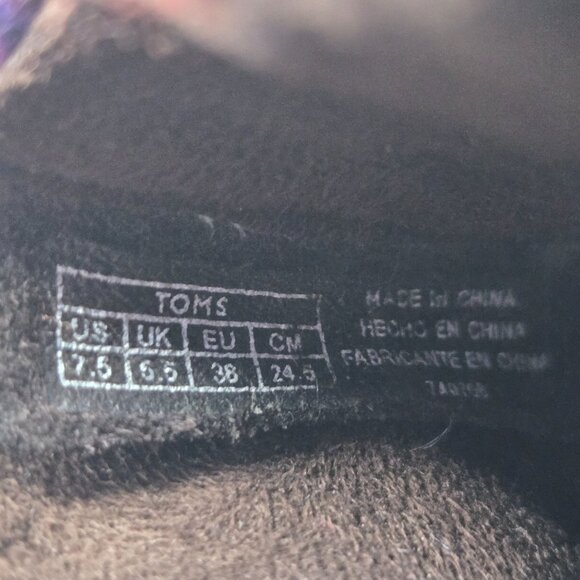 TOMS
US UK EU CM
7.5 5.5 38 24.5
MADE IN CHINA
HECHO EN CHINA
FABRICANTE EN CHINA